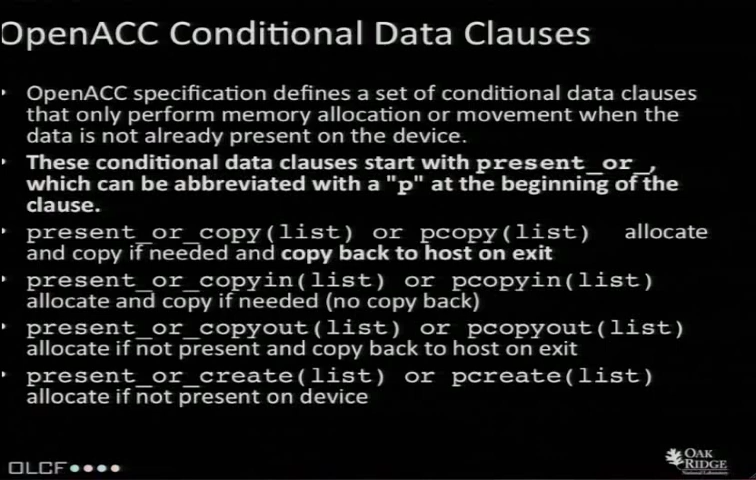 OpenACC Conditional Data Clauses
OpenACC specification defines a set of conditional data clauses
that only perform memory allocation or movement when the
data is not already present on the device.
These conditional data clauses start with present_or_,
which can be abbreviated with a "p" at the beginning of the
clause.
present_or_copy(list) or pcopy(list) allocate
and copy if needed and copy back to host on exit
present_or_copyin(list) or pcopyin(list)
allocate and copy if needed (no copy back)
present_or_copyout(list) or pcopyout(list)
allocate if not present and copy back to host on exit
present_or_create(list) or pcreate(list)
allocate if not present on device
OLCF
OAK
RIDGE
National Laboratory